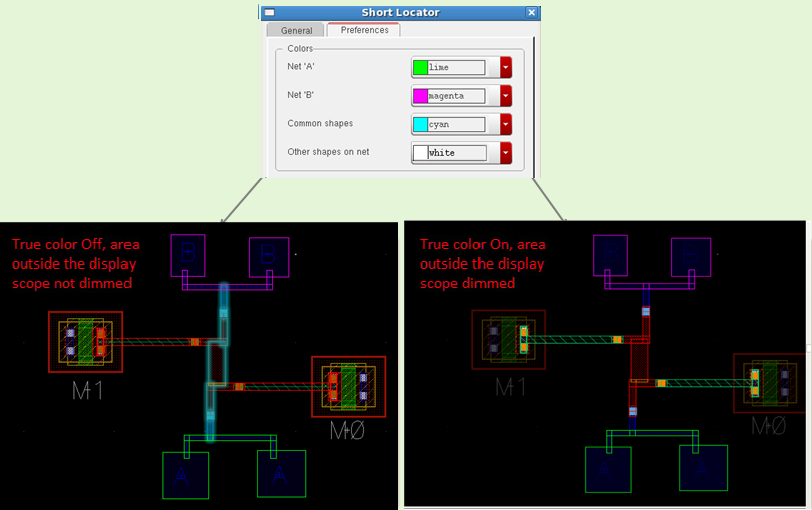 Short Locator
General
Preferences
Colors
Net 'A'
lime
Net 'B'
magenta
Common shapes
cyan
Other shapes on net
white
True color Off, area
outside the display
scope not dimmed
B
B
M1
M0
A
A
True color On, area
outside the display
scope dimmed
M1
M0